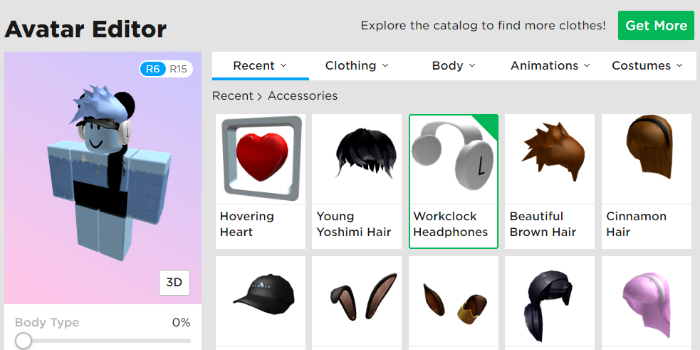 Avatar Editor
Explore the catalog to find more clothes!
Get More
R6 R15
3D
Body Type 0%
Recent
Clothing
Body
Animations
Costumes
Recent > Accessories
L
Hovering
Heart
Young
Yoshimi Hair
Workclock
Headphones
Beautiful
Brown Hair
Cinnamon
Hair